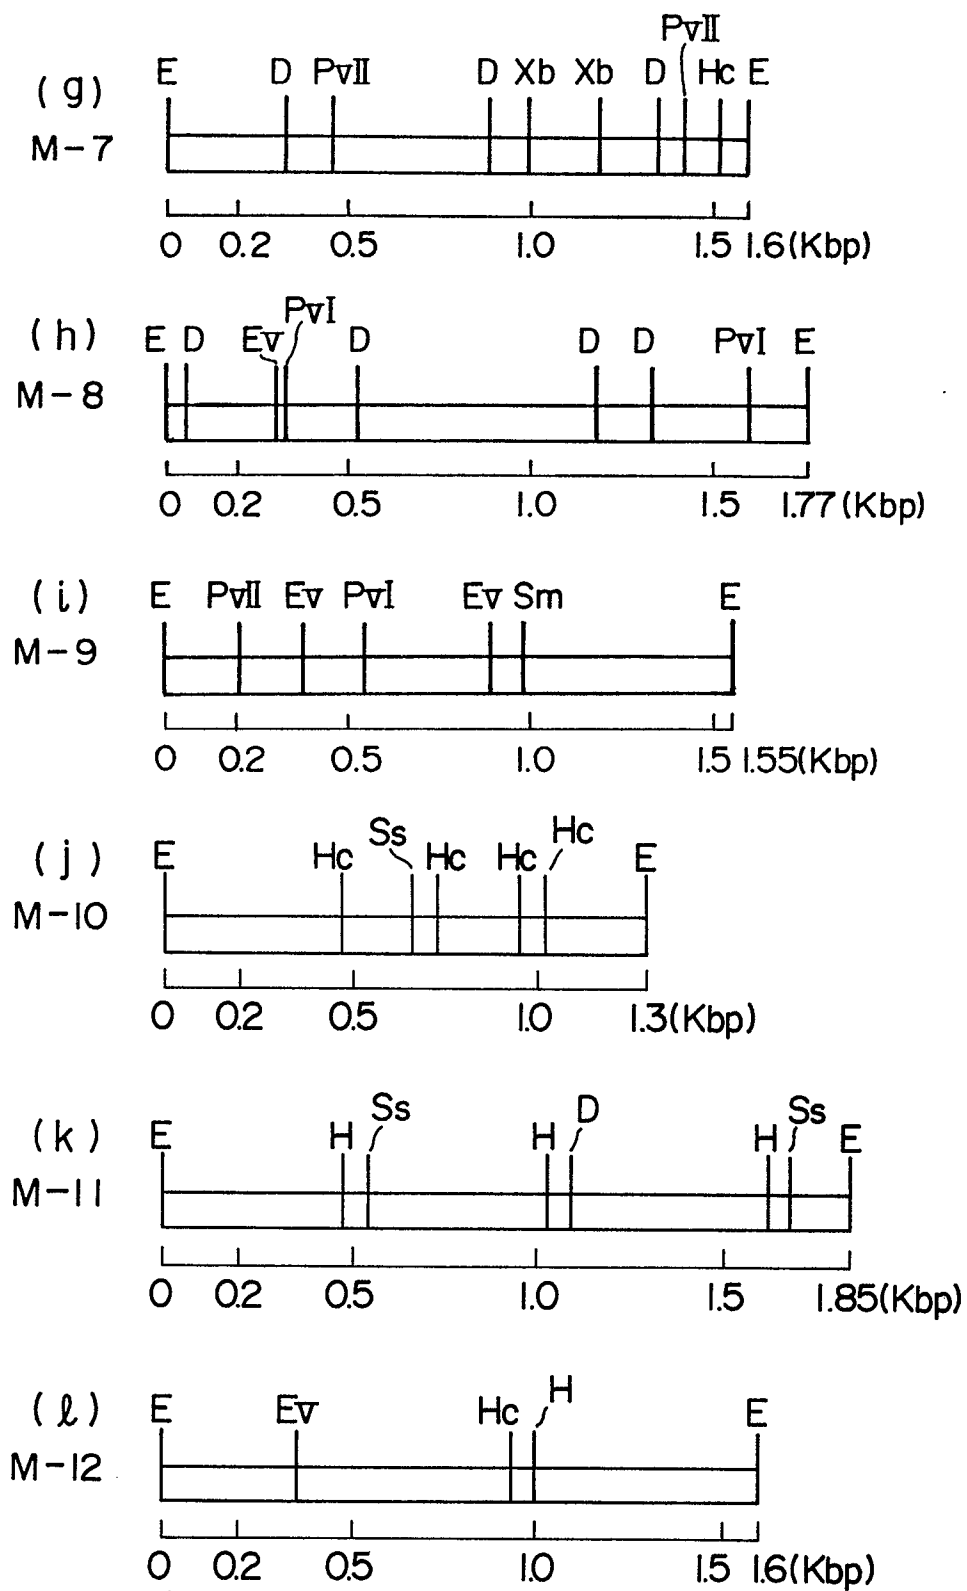 PvII
(g) E D PvII D Xb Xb D Hc E
M-7
0 0.2 0.5 1.0 1.5 1.6(Kbp)
PvI
(h) E D Ev D D D PvI E
M-8
0 0.2 0.5 1.0 1.5 1.77(Kbp)
(i) E PvII Ev PvI Ev Sm E
M-9
0 0.2 0.5 1.0 1.5 1.55(Kbp)
Ss Hc
(j) E Hc Hc Hc E
M-10
0 0.2 0.5 1.0 1.3(Kbp)
Ss D Ss
(k) E H H H E
M-11
0 0.2 0.5 1.0 1.5 1.85(Kbp)
H
(ℓ) E Ev Hc E
M-12
0 0.2 0.5 1.0 1.5 1.6(Kbp)